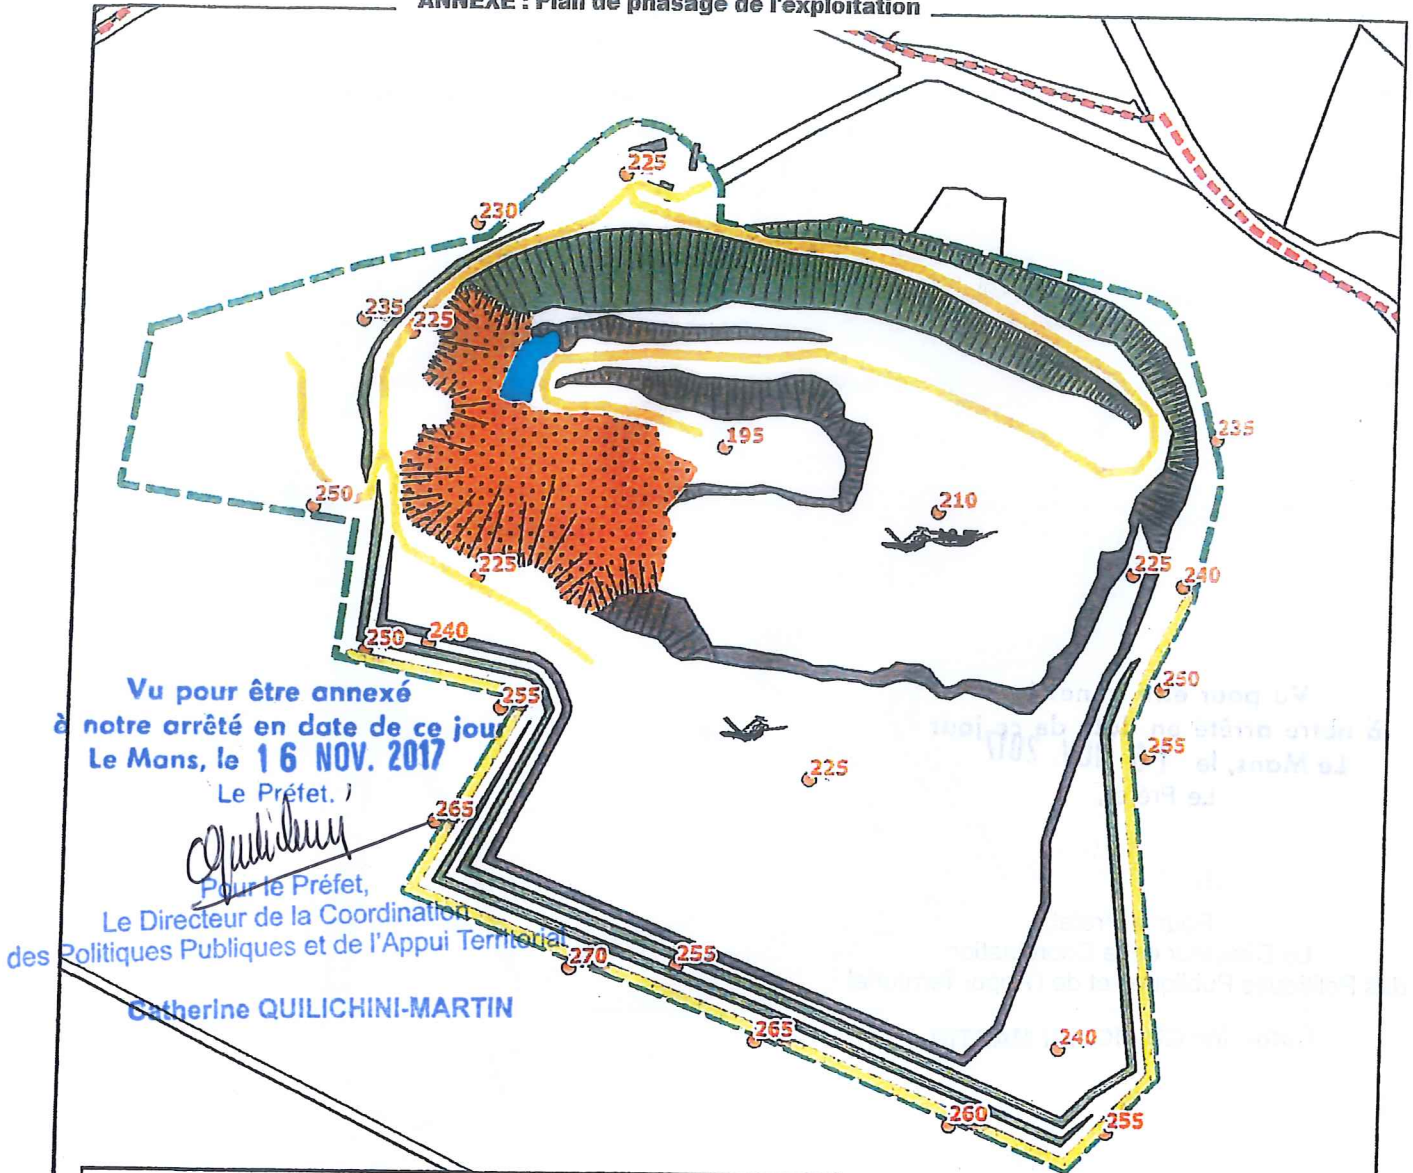 ANNEXE : Plan de phasage de l'exploitation
225
230
235
225
235
195
250
210
225
225
240
250
240
250
255
255
225
265
270
255
265
240
260
255
Vu pour être annexé
à notre arrêté en date de ce jour
Le Mans, le 16 NOV. 2017
Le Préfet,
Pour le Préfet,
Le Directeur de la Coordination
des Politiques Publiques et de l'Appui Territorial
Catherine QUILICHINI-MARTIN